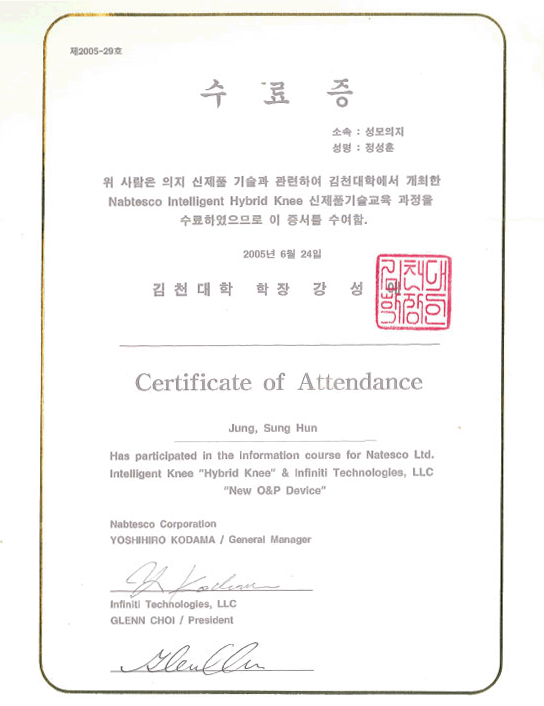 제2005-29호
수 료 증
소속 : 성모의지
성명 : 정성훈
위 사람은 의지 신제품 기술과 관련하여 김천대학에서 개최한
Nabtesco Intelligent Hybrid Knee 신제품기술교육 과정을
수료하였으므로 이 증서를 수여함.
2005년 6월 24일
김천대학 학장 강 성
Certificate of Attendance
Jung, Sung Hun
Has participated in the information course for Natesco Ltd.
Intelligent Knee "Hybrid Knee" & Infiniti Technologies, LLC
"New O&P Device"
Nabtesco Corporation
YOSHIHIRO KODAMA / General Manager
Infiniti Technologies, LLC
GLENN CHOI / President